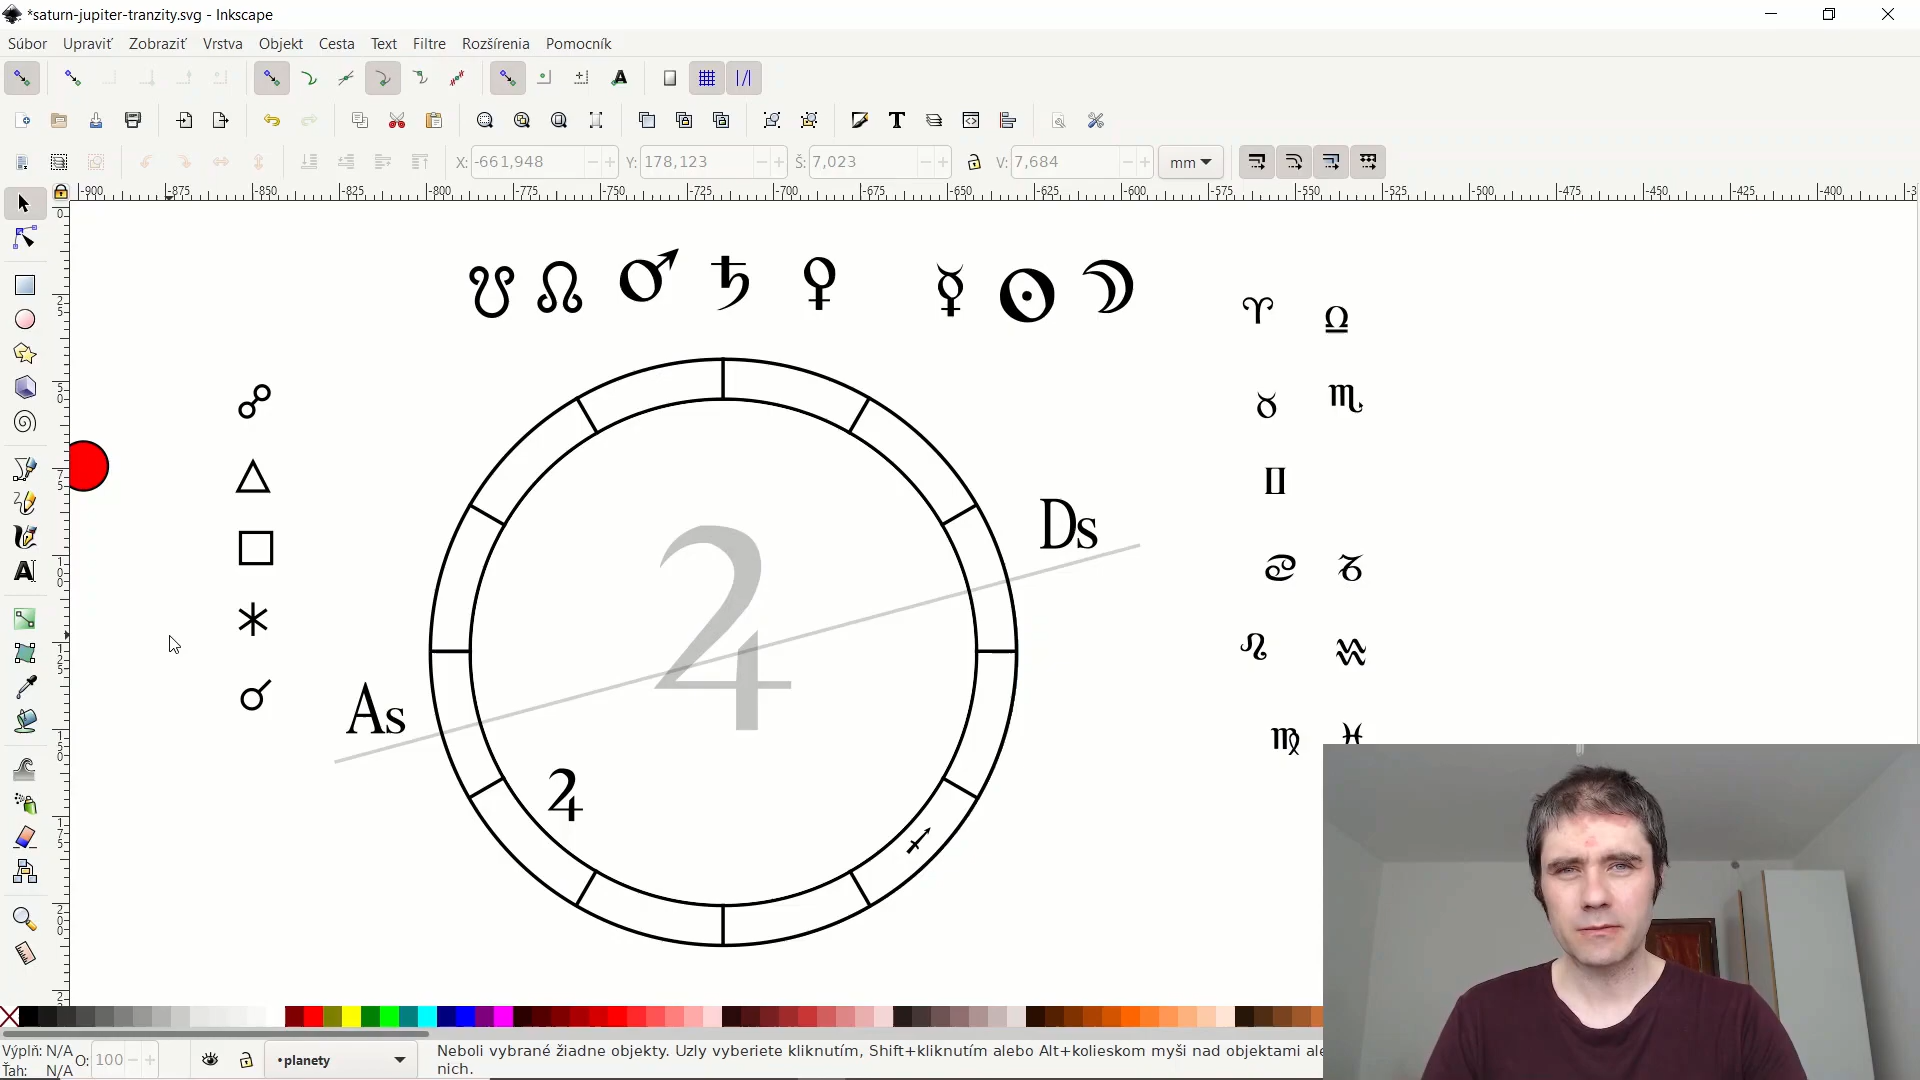 *saturn-jupiter-tranzity.svg - Inkscape
Súbor Upraviť Zobraziť Vrstva Objekt Cesta Text Filtre Rozšírenia Pomocník
X: -661,948 Y: 178,123 Š: 7,023 V: 7,684 mm
-900 -875 -850 -825 -800 -775 -750 -725 -700 -675 -650 -625 -600 -575 -550 -525 -500 -475 -450 -425 -400
Ds
As
Výplň: N/A
Ťah: N/A
O: 100
•planety
Neboli vybrané žiadne objekty. Uzly vyberiete kliknutím, Shift+kliknutím alebo Alt+kolieskom myši nad objektami ale
nich.